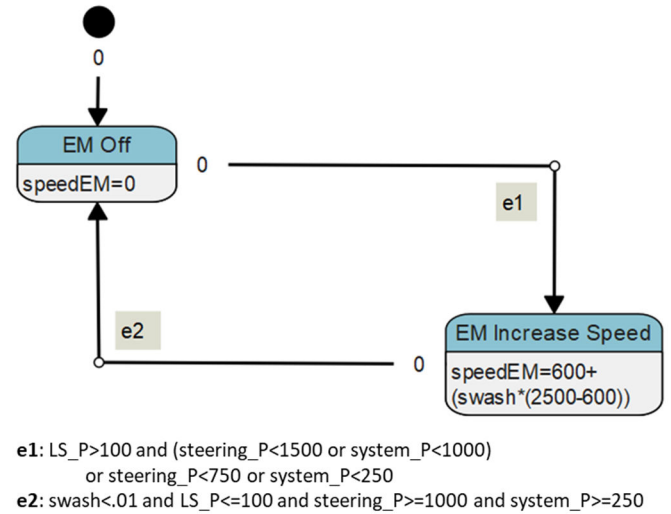 0
EM Off
speedEM=0
0
e1
e2
EM Increase Speed
0
speedEM=600+
(swash*(2500-600))
e1: LS_P>100 and (steering_P<1500 or system_P<1000)
or steering_P<750 or system_P<250
e2: swash<.01 and LS_P<=100 and steering_P>=1000 and system_P>=250